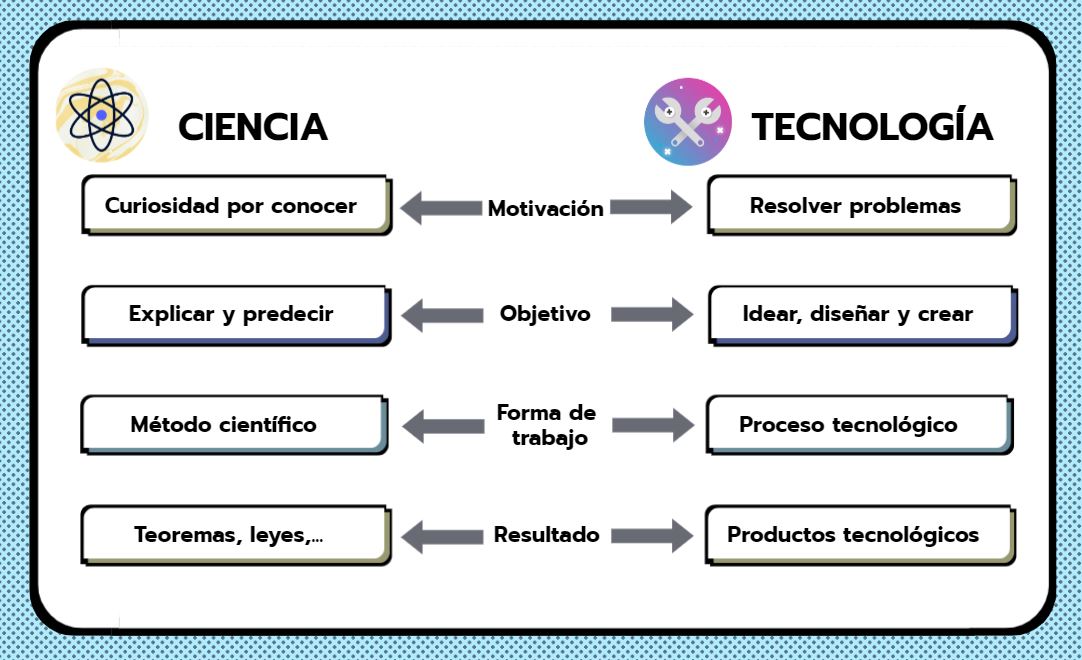 CIENCIA
TECNOLOGÍA
Curiosidad por conocer
Motivación
Resolver problemas
Explicar y predecir
Objetivo
Idear, diseñar y crear
Método científico
Forma de
trabajo
Proceso tecnológico
Teoremas, leyes,...
Resultado
Productos tecnológicos